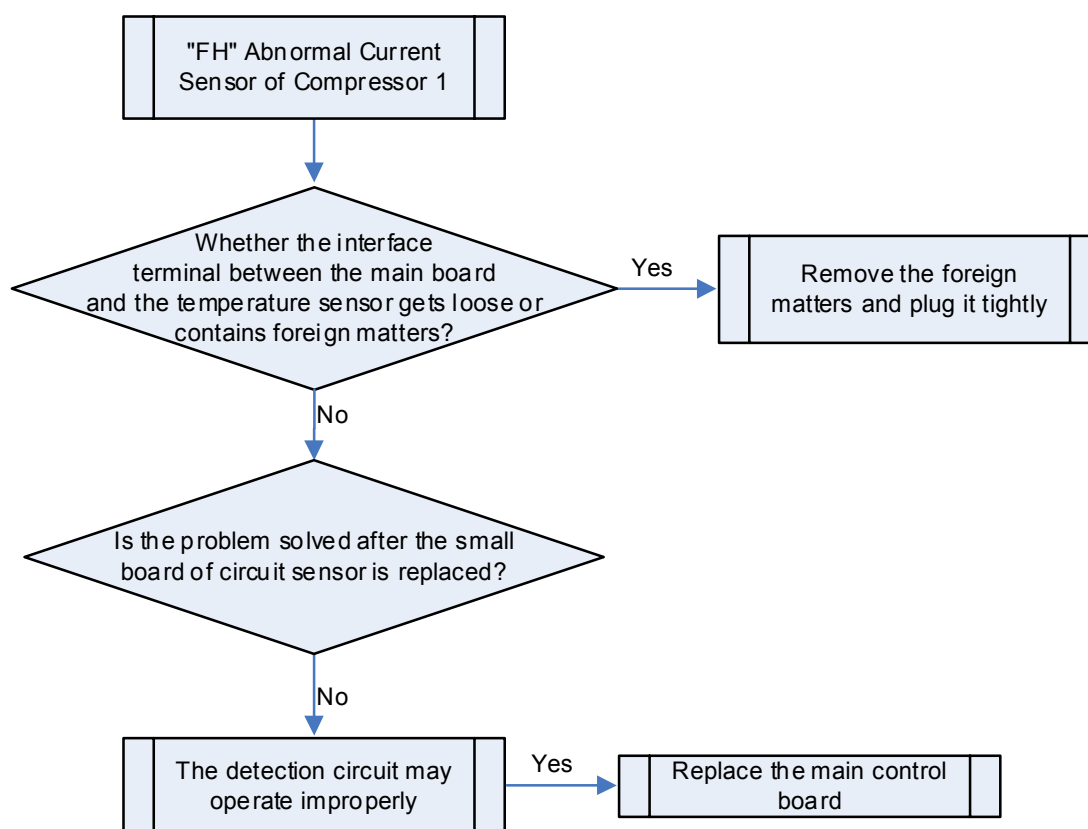 "FH" Abnormal Current
Sensor of Compressor 1
Whether the interface
terminal between the main board
and the temperature sensor gets loose or
contains foreign matters?
Yes
Remove the foreign
matters and plug it tightly
No
Is the problem solved after the small
board of circuit sensor is replaced?
No
The detection circuit may
operate improperly
Yes
Replace the main control
board